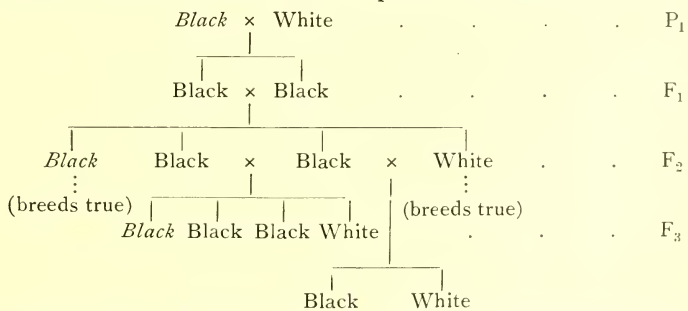 Black × White . . . . P₁
Black × Black . . . . F₁
Black Black × Black × White . . F₂
(breeds true) (breeds true)
Black Black Black White . . . F₃
Black White